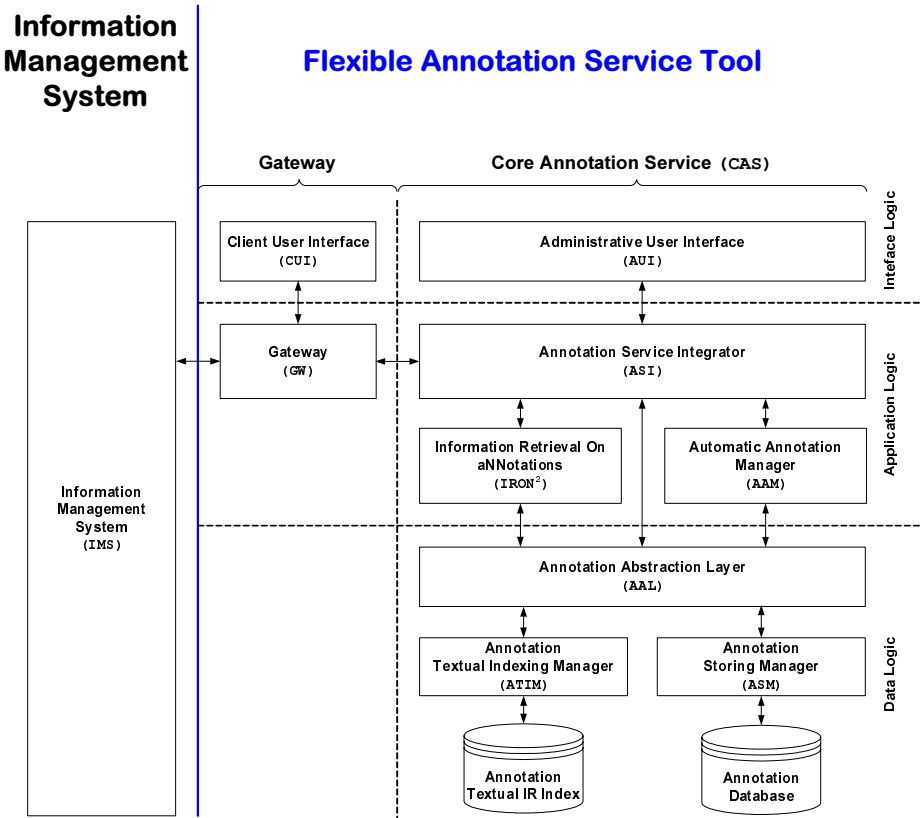 Information
Management
System
Flexible Annotation Service Tool
Gateway
Core Annotation Service (CAS)
Client User Interface
(CUI)
Administrative User Interface
(AUI)
Inteface Logic
Gateway
(GW)
Annotation Service Integrator
(ASI)
Application Logic
Information Retrieval On
aNNotations
(IRON²)
Automatic Annotation
Manager
(AAM)
Information
Management
System
(IMS)
Annotation Abstraction Layer
(AAL)
Annotation
Textual Indexing Manager
(ATIM)
Annotation
Storing Manager
(ASM)
Data Logic
Annotation
Textual IR Index
Annotation
Database